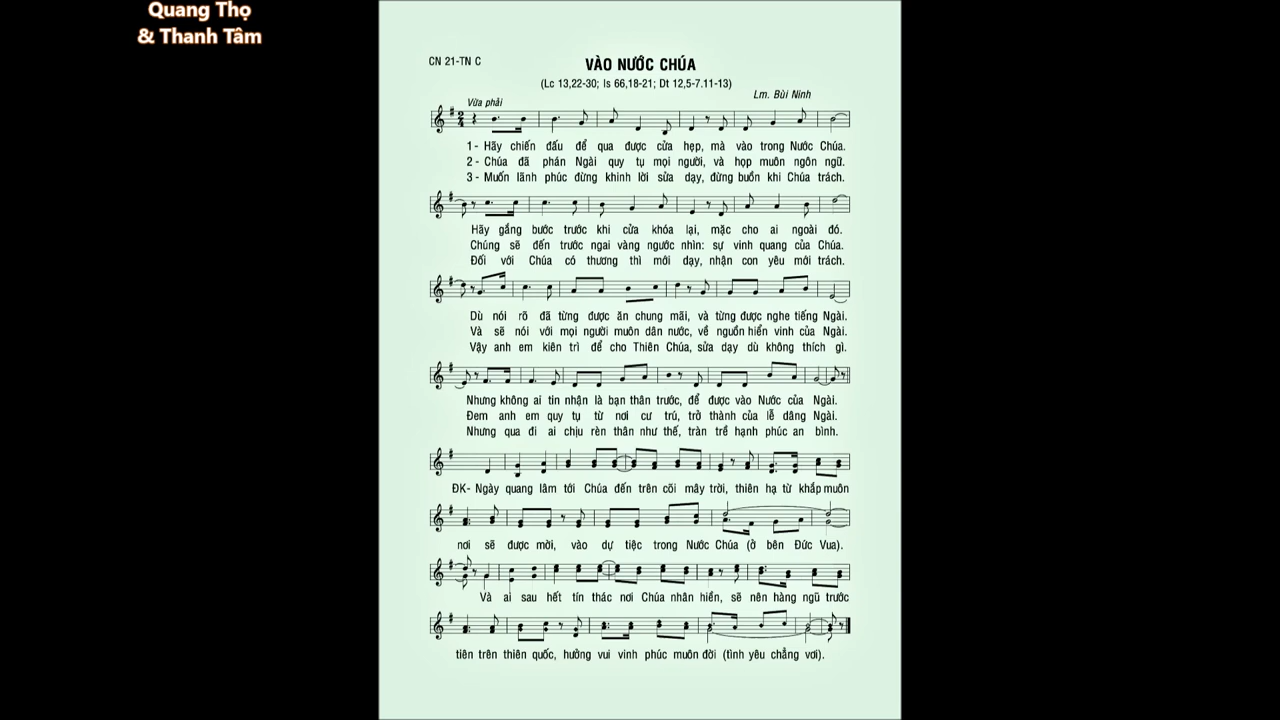 Quang Thọ
& Thanh Tâm
CN 21-TN C
VÀO NƯỚC CHÚA
(Lc 13,22-30; Is 66,18-21; Dt 12,5-7.11-13)
Lm. Bùi Ninh
Vừa phải
1- Hãy chiến đấu để qua được cửa hẹp, mà vào trong Nước Chúa.
2- Chúa đã phán Ngài quy tụ mọi người, và họp muôn ngôn ngữ.
3- Muốn lãnh phúc đừng khinh lời sửa dạy, đừng buồn khi Chúa trách.
Hãy gắng bước trước khi cửa khóa lại, mặc cho ai ngoài đó.
Chúng sẽ đến trước ngai vàng ngước nhìn: sự vinh quang của Chúa.
Đối với Chúa có thương thì mới dạy, nhận con yêu mới trách.
Dù nói rõ đã từng được ăn chung mãi, và từng được nghe tiếng Ngài.
Và sẽ nói với mọi người muôn dân nước, về nguồn hiển vinh của Ngài.
Vậy anh em kiên trì để cho Thiên Chúa, sửa dạy dù không thích gì.
Nhưng không ai tin nhận là bạn thân trước, để được vào Nước của Ngài.
Đem anh em quy tụ từ nơi cư trú, trở thành của lễ dâng Ngài.
Nhưng qua đi ai chịu rèn thân như thế, tràn trề hạnh phúc an bình.
ĐK- Ngày quang lâm tới Chúa đến trên cõi mây trời, thiên hạ từ khắp muôn
nơi sẽ được mời, vào dự tiệc trong Nước Chúa (ở bên Đức Vua).
Và ai sau hết tín thác nơi Chúa nhân hiền, sẽ nên hàng ngũ trước
tiên trên thiên quốc, hưởng vui vinh phúc muôn đời (tình yêu chẳng vơi).